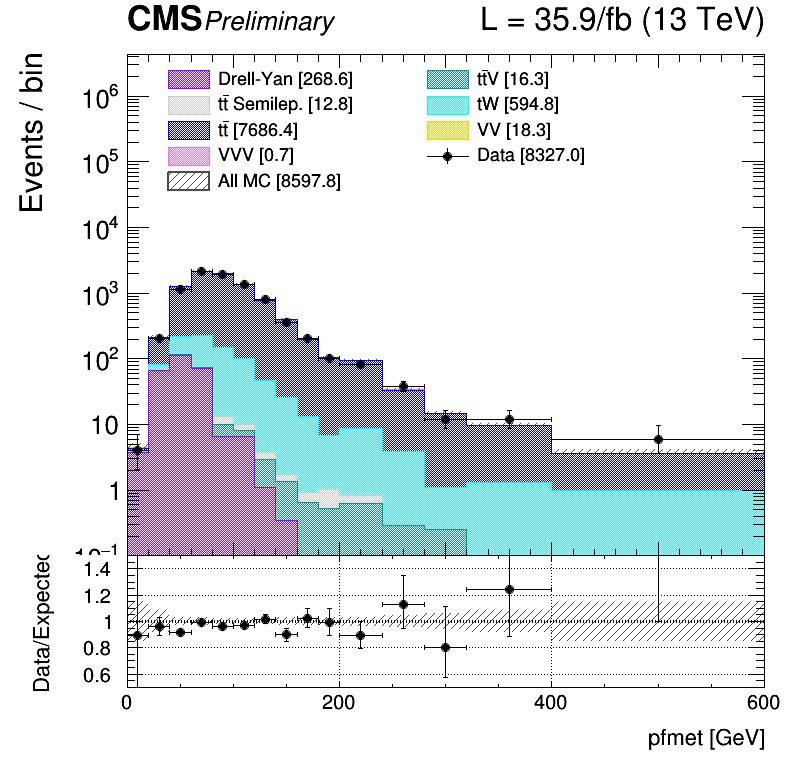 CMS Preliminary L = 35.9/fb (13 TeV)
Events / bin
Drell-Yan [268.6] tt̄V [16.3]
tt̄ Semilep. [12.8] tW [594.8]
tt̄ [7686.4] VV [18.3]
VVV [0.7] Data [8327.0]
All MC [8597.8]
10⁶
10⁵
10⁴
10³
10²
10
1
10⁻¹
Data/Expected
1.4
1.2
1
0.8
0.6
0 200 400 600
pfmet [GeV]